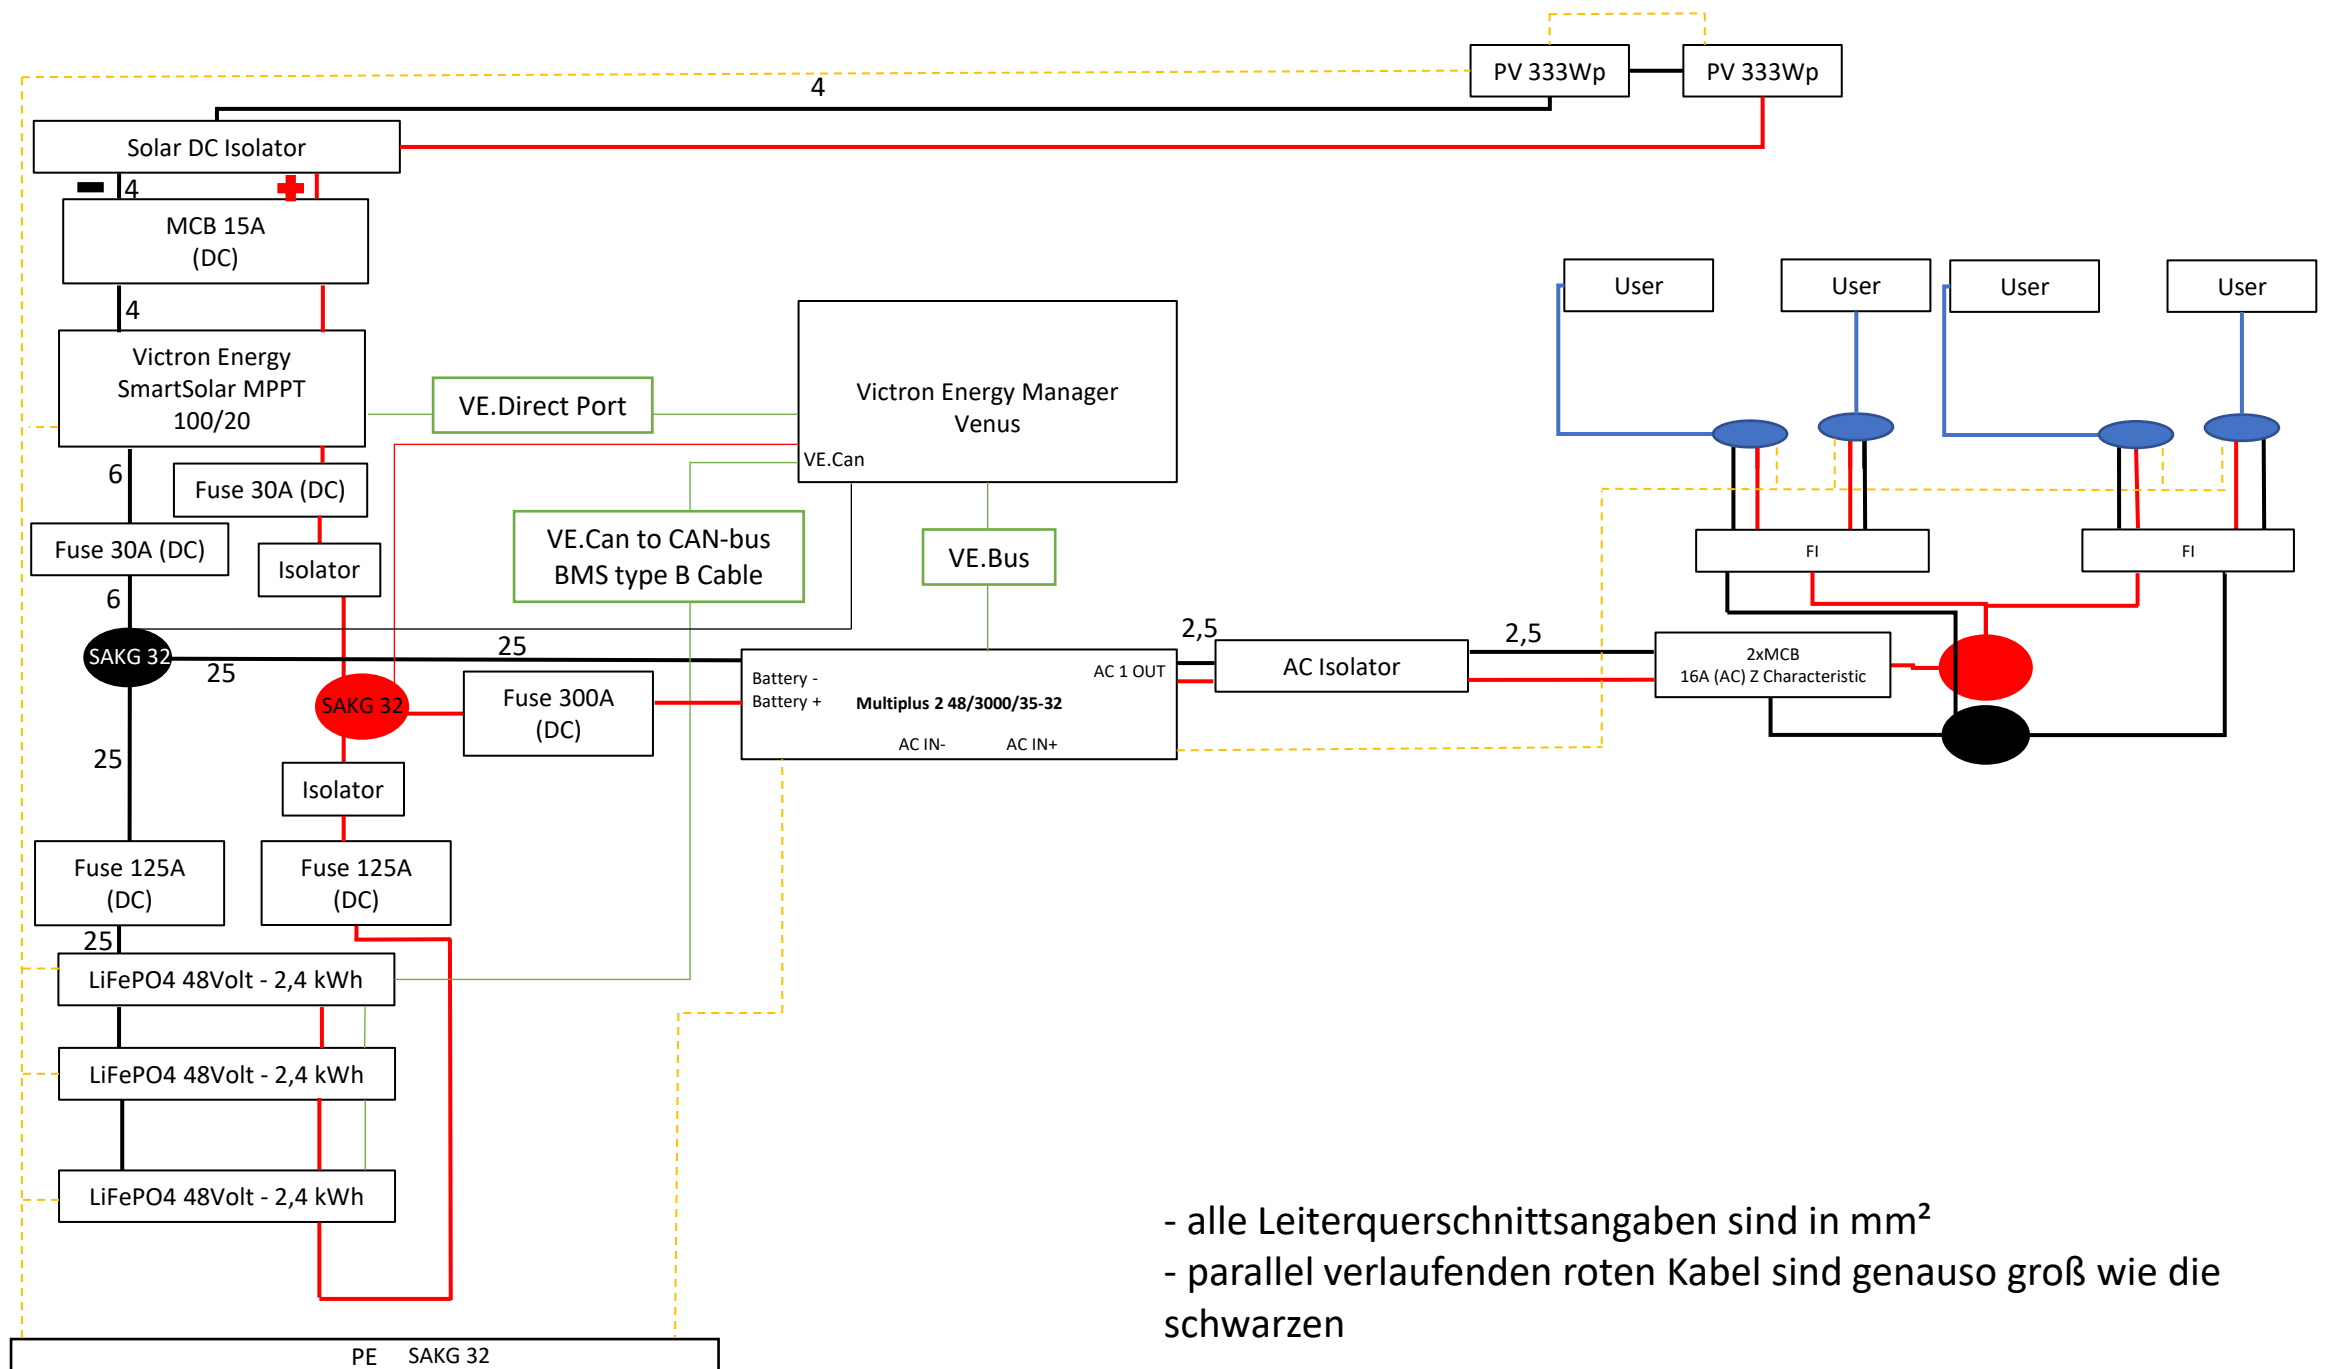 PV 333Wp
PV 333Wp
4
Solar DC Isolator
4
MCB 15A
(DC)
4
Victron Energy
SmartSolar MPPT
100/20
VE.Direct Port
Victron Energy Manager
Venus
VE.Can
User
User
User
User
6
Fuse 30A (DC)
Fuse 30A (DC)
Isolator
6
VE.Can to CAN-bus
BMS type B Cable
VE.Bus
FI
FI
SAKG 32
25
25
SAKG 32
Fuse 300A
(DC)
Battery -
Battery +
Multiplus 2 48/3000/35-32
AC 1 OUT
AC IN-
AC IN+
2,5
AC Isolator
2,5
2xMCB
16A (AC) Z Characteristic
25
Isolator
Fuse 125A
(DC)
Fuse 125A
(DC)
25
LiFePO4 48Volt - 2,4 kWh
LiFePO4 48Volt - 2,4 kWh
LiFePO4 48Volt - 2,4 kWh
- alle Leiterquerschnittsangaben sind in mm²
- parallel verlaufenden roten Kabel sind genauso groß wie die
schwarzen
PE SAKG 32